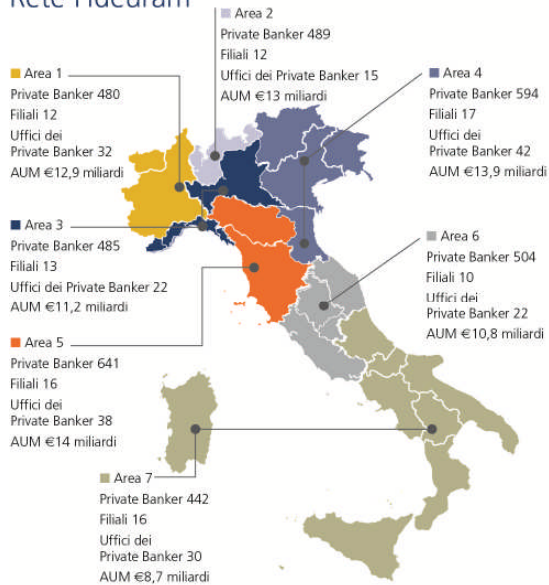 Rete Fideuram
Area 2
Private Banker 489
Filiali 12
Uffici dei Private Banker 15
AUM €13 miliardi
Area 1
Private Banker 480
Filiali 12
Uffici dei
Private Banker 32
AUM €12,9 miliardi
Area 4
Private Banker 594
Filiali 17
Uffici dei
Private Banker 42
AUM €13,9 miliardi
Area 3
Private Banker 485
Filiali 13
Uffici dei Private Banker 22
AUM €11,2 miliardi
Area 6
Private Banker 504
Filiali 10
Uffici dei
Private Banker 22
AUM €10,8 miliardi
Area 5
Private Banker 641
Filiali 16
Uffici dei
Private Banker 38
AUM €14 miliardi
Area 7
Private Banker 442
Filiali 16
Uffici dei
Private Banker 30
AUM €8,7 miliardi